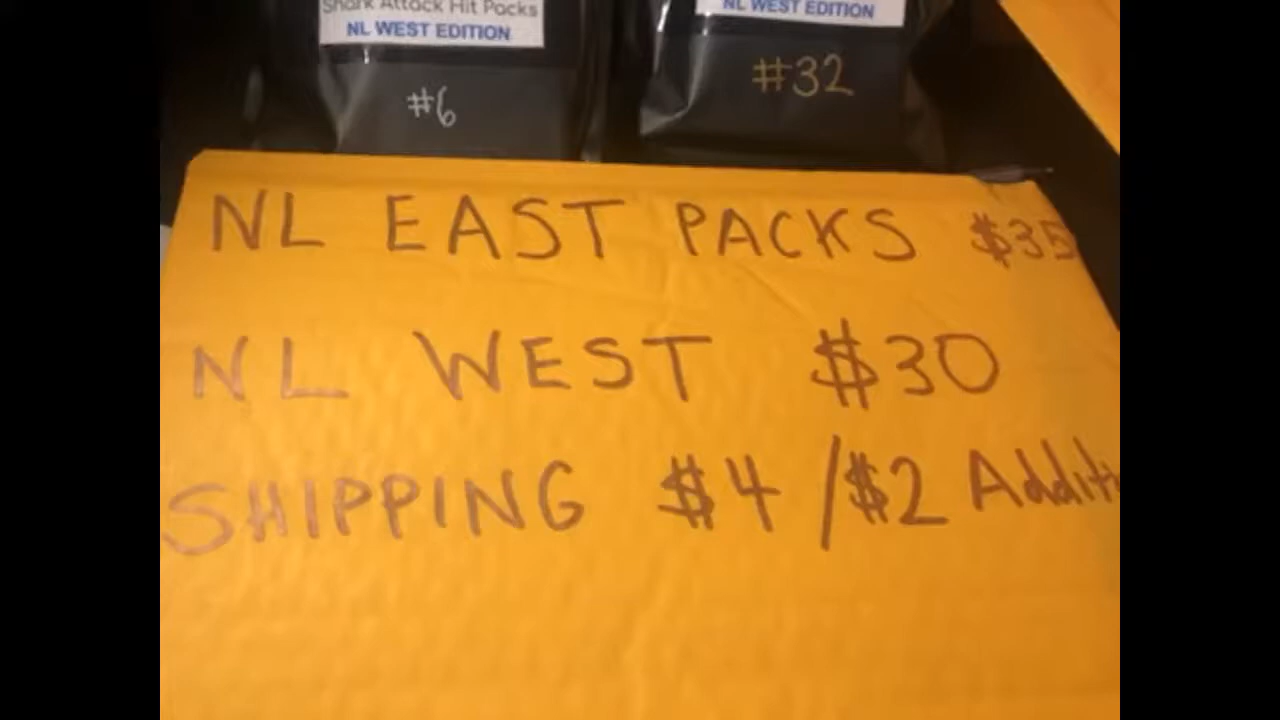 Shark Attack Hit Packs
NL WEST EDITION
#6
NL WEST EDITION
#32
NL EAST PACKS $35
NL WEST $30
SHIPPING $4 /$2 Additi